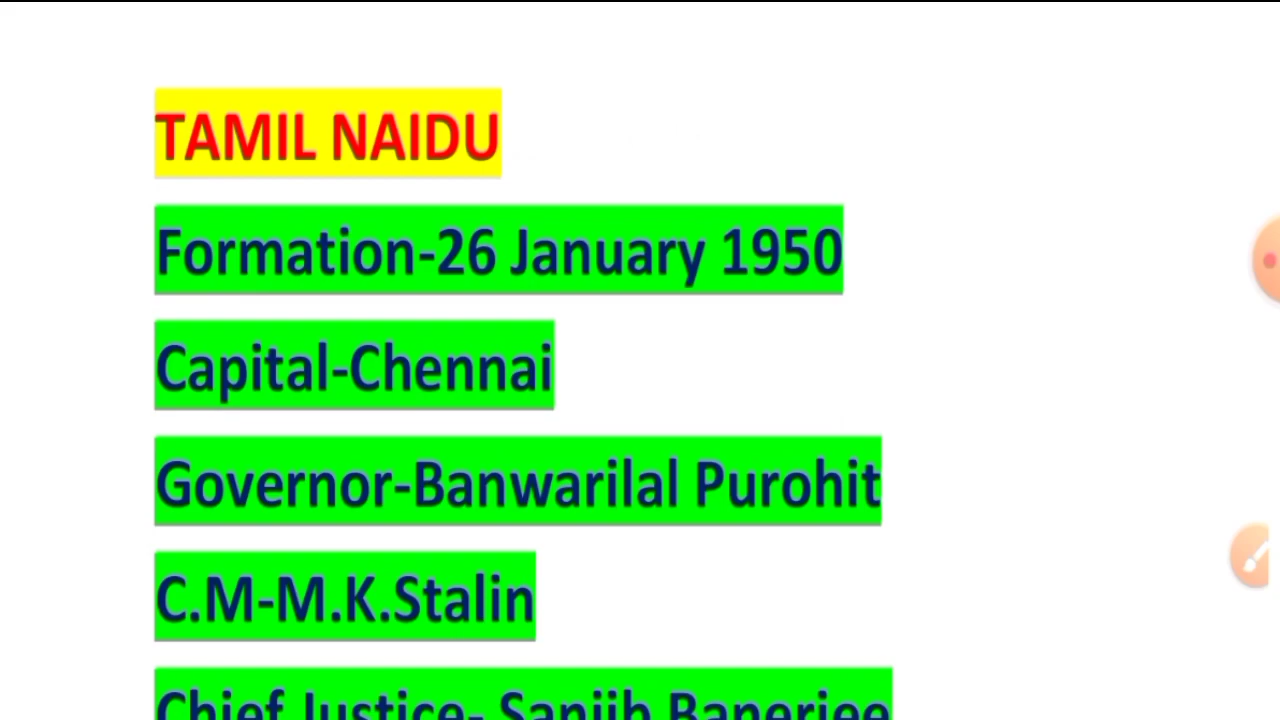 TAMIL NAIDU
Formation-26 January 1950
Capital-Chennai
Governor-Banwarilal Purohit
C.M-M.K.Stalin
Chief Justice- Sanjib Banerjee